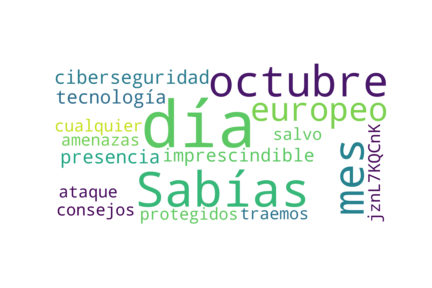 ciberseguridad octubre
tecnología
día europeo
cualquier salvo
amenazas
presencia imprescindible
mes
jznL7KQCnK
ataque Sabías
consejos
protegidos traemos